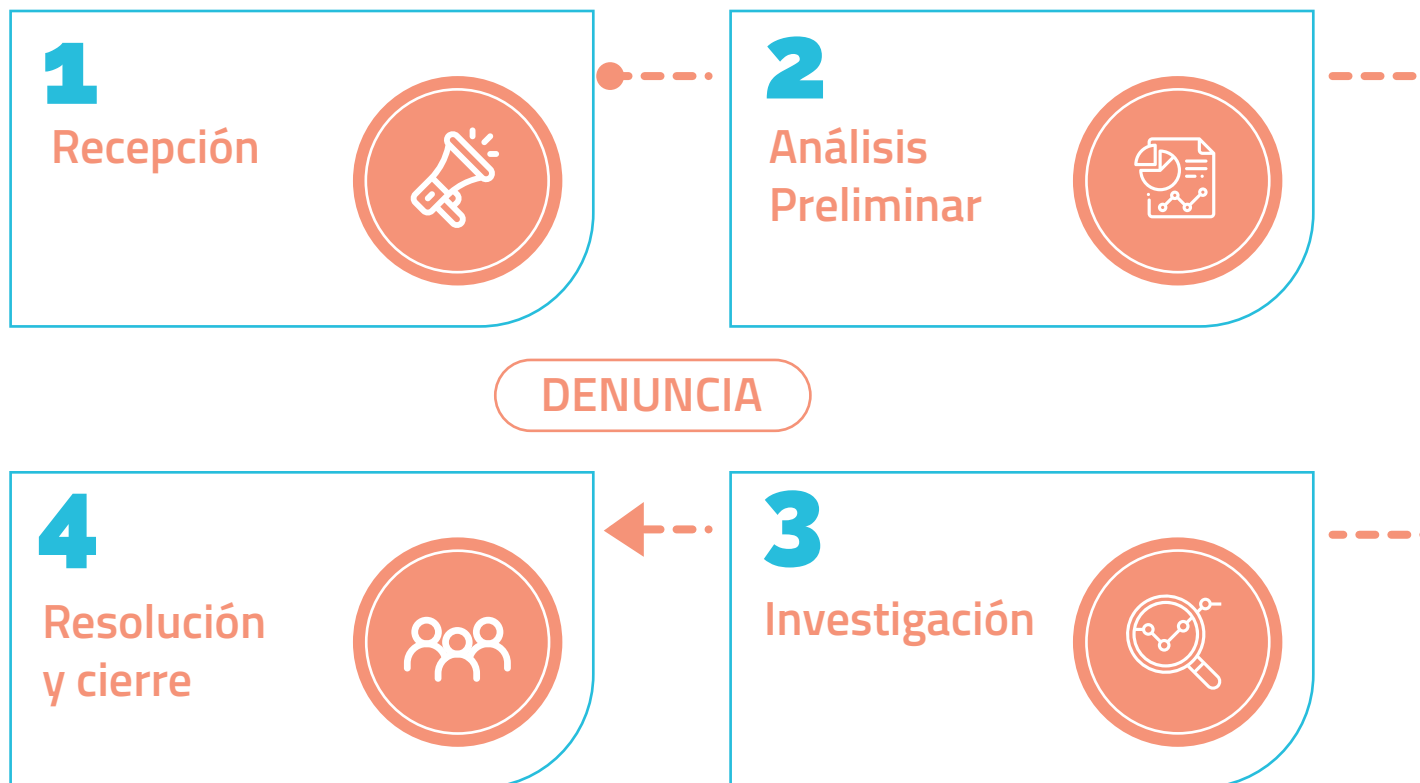 1
Recepción
2
Análisis
Preliminar
DENUNCIA
3
Investigación
4
Resolución
y cierre